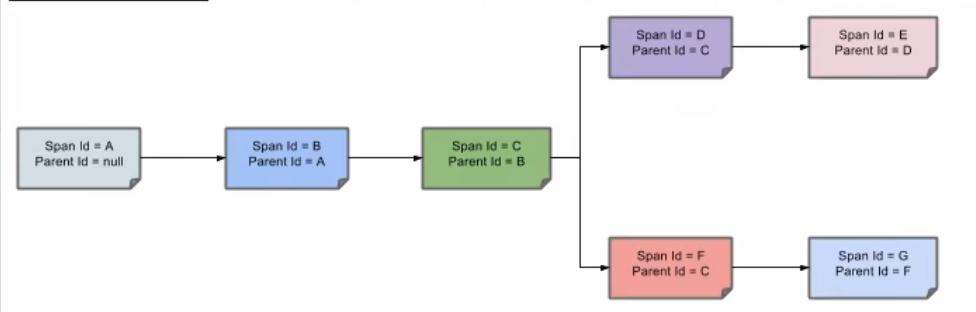 Span Id = A
Parent Id = null
Span Id = B
Parent Id = A
Span Id = C
Parent Id = B
Span Id = D
Parent Id = C
Span Id = E
Parent Id = D
Span Id = F
Parent Id = C
Span Id = G
Parent Id = F